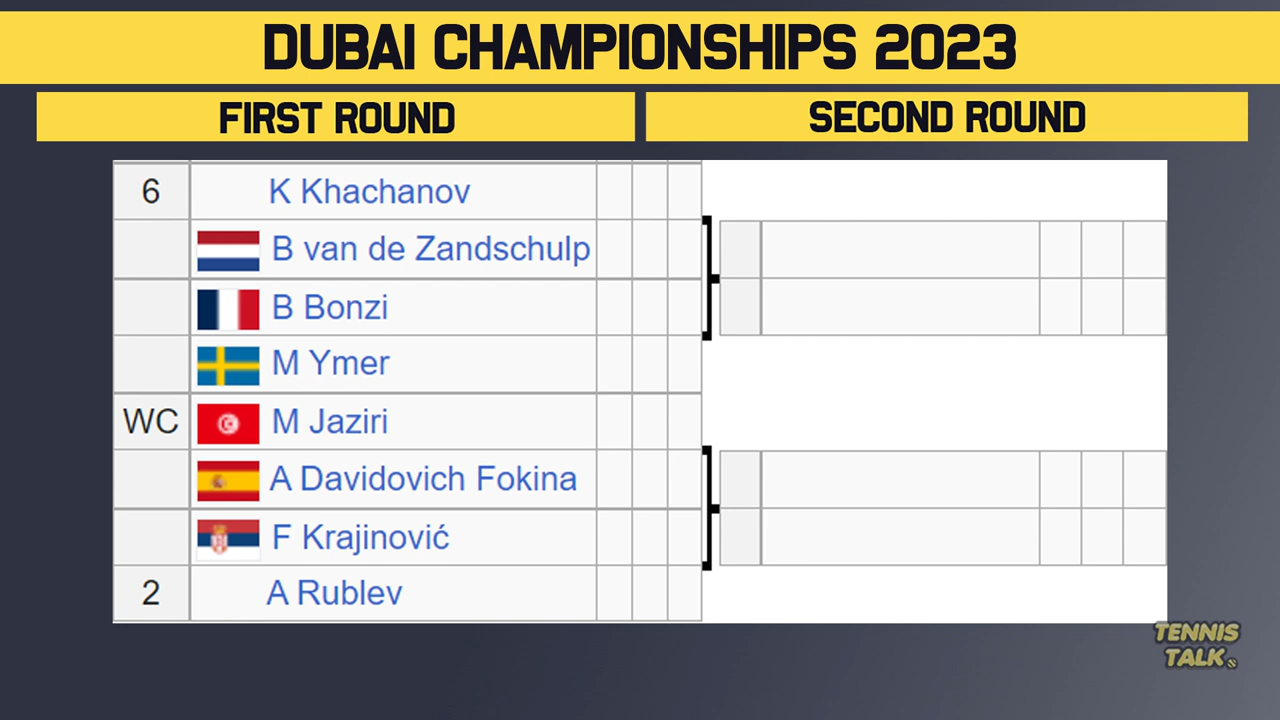 DUBAI CHAMPIONSHIPS 2023
FIRST ROUND
SECOND ROUND
6 K Khachanov
B van de Zandschulp
B Bonzi
M Ymer
WC M Jaziri
A Davidovich Fokina
F Krajinović
2 A Rublev
TENNIS
TALK